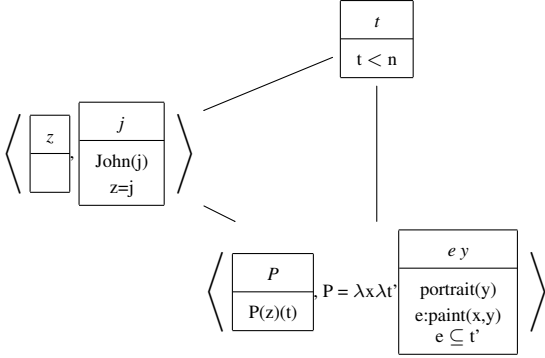 t
t < n
⟨ z , j ⟩
John(j)
z=j
⟨ P , P = λxλt' e y ⟩
P(z)(t)
portrait(y)
e:paint(x,y)
e ⊆ t'